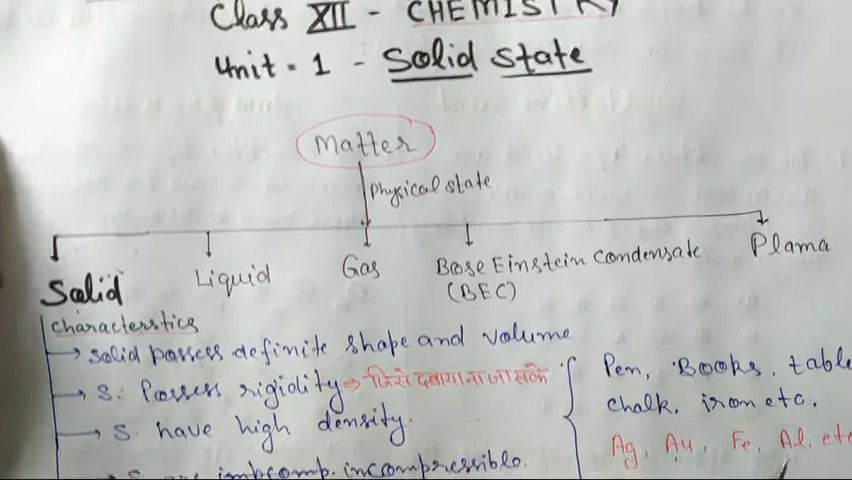 Class XII - CHEMISTRY
Unit - 1 - Solid State
Matter
Physical state
Solid
Liquid
Gas
Bose Einstein Condensate
(BEC)
Plama
characterstics
→ solid possess definite shape and volume
→ S. Possess rigidity ⇒ जिसे दबाया ना जा सके
→ S. have high density.
incompressible.
Pen, Books, table
chalk, iron etc.
Ag, Au, Fe, Al. etc